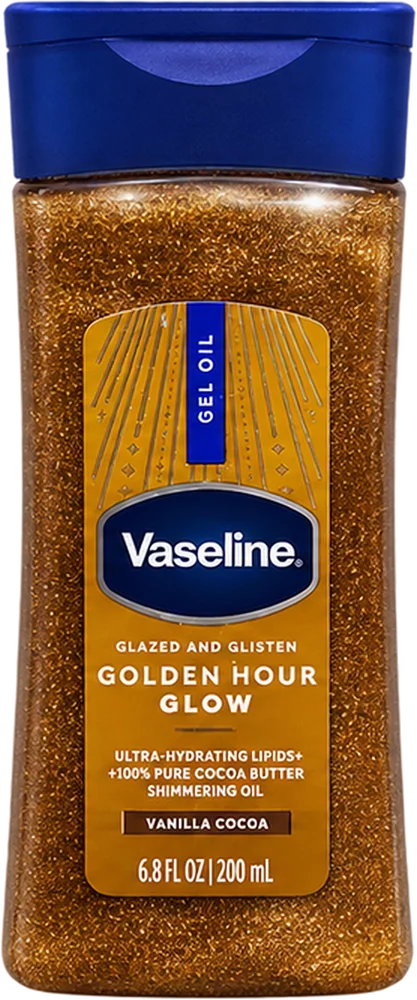 GEL OIL
Vaseline®
GLAZED AND GLISTEN
GOLDEN HOUR
GLOW
ULTRA-HYDRATING LIPIDS+
+100% PURE COCOA BUTTER
SHIMMERING OIL
VANILLA COCOA
6.8 FL OZ | 200 mL